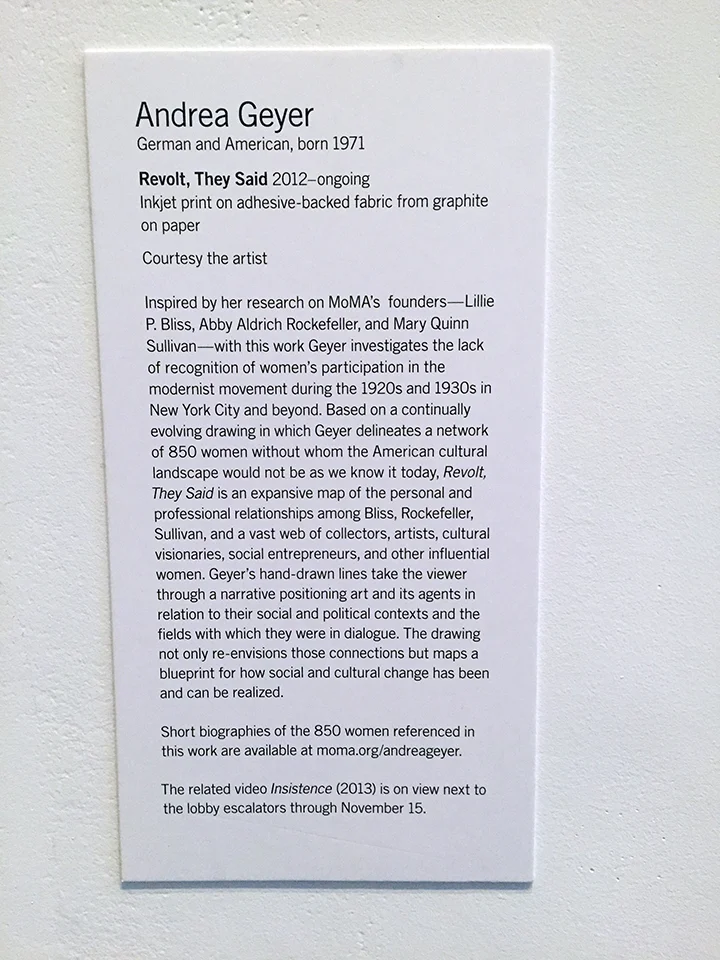 Andrea Geyer
German and American, born 1971
Revolt, They Said 2012–ongoing
Inkjet print on adhesive-backed fabric from graphite
on paper
Courtesy the artist
Inspired by her research on MoMA's founders—Lillie
P. Bliss, Abby Aldrich Rockefeller, and Mary Quinn
Sullivan—with this work Geyer investigates the lack
of recognition of women's participation in the
modernist movement during the 1920s and 1930s in
New York City and beyond. Based on a continually
evolving drawing in which Geyer delineates a network
of 850 women without whom the American cultural
landscape would not be as we know it today, Revolt,
They Said is an expansive map of the personal and
professional relationships among Bliss, Rockefeller,
Sullivan, and a vast web of collectors, artists, cultural
visionaries, social entrepreneurs, and other influential
women. Geyer's hand-drawn lines take the viewer
through a narrative positioning art and its agents in
relation to their social and political contexts and the
fields with which they were in dialogue. The drawing
not only re-envisions those connections but maps a
blueprint for how social and cultural change has been
and can be realized.
Short biographies of the 850 women referenced in
this work are available at moma.org/andreageyer.
The related video Insistence (2013) is on view next to
the lobby escalators through November 15.